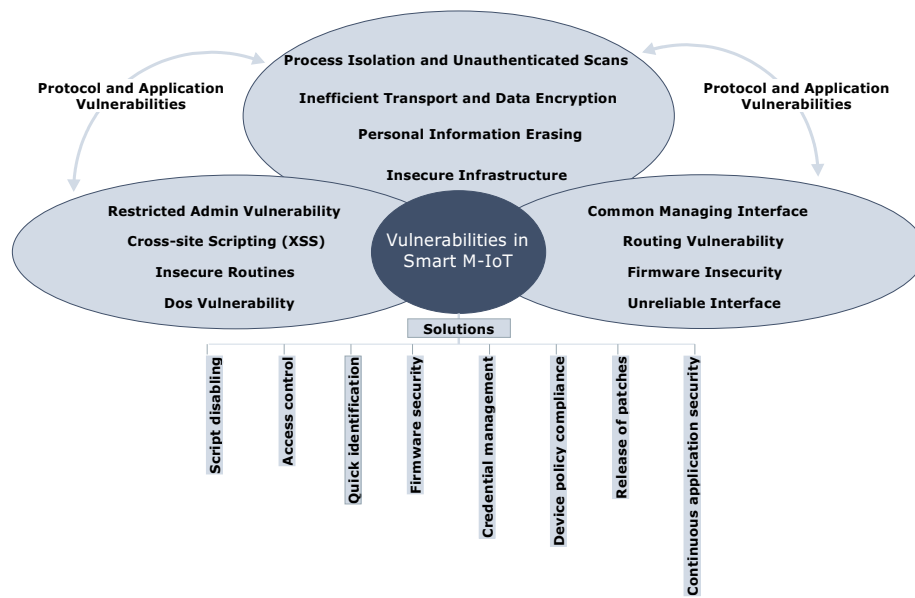 Process Isolation and Unauthenticated Scans
Inefficient Transport and Data Encryption
Personal Information Erasing
Insecure Infrastructure
Protocol and Application
Vulnerabilities
Protocol and Application
Vulnerabilities
Restricted Admin Vulnerability
Cross-site Scripting (XSS)
Insecure Routines
Dos Vulnerability
Vulnerabilities in
Smart M-IoT
Common Managing Interface
Routing Vulnerability
Firmware Insecurity
Unreliable Interface
Solutions
Script disabling
Access control
Quick identification
Firmware security
Credential management
Device policy compliance
Release of patches
Continuous application security